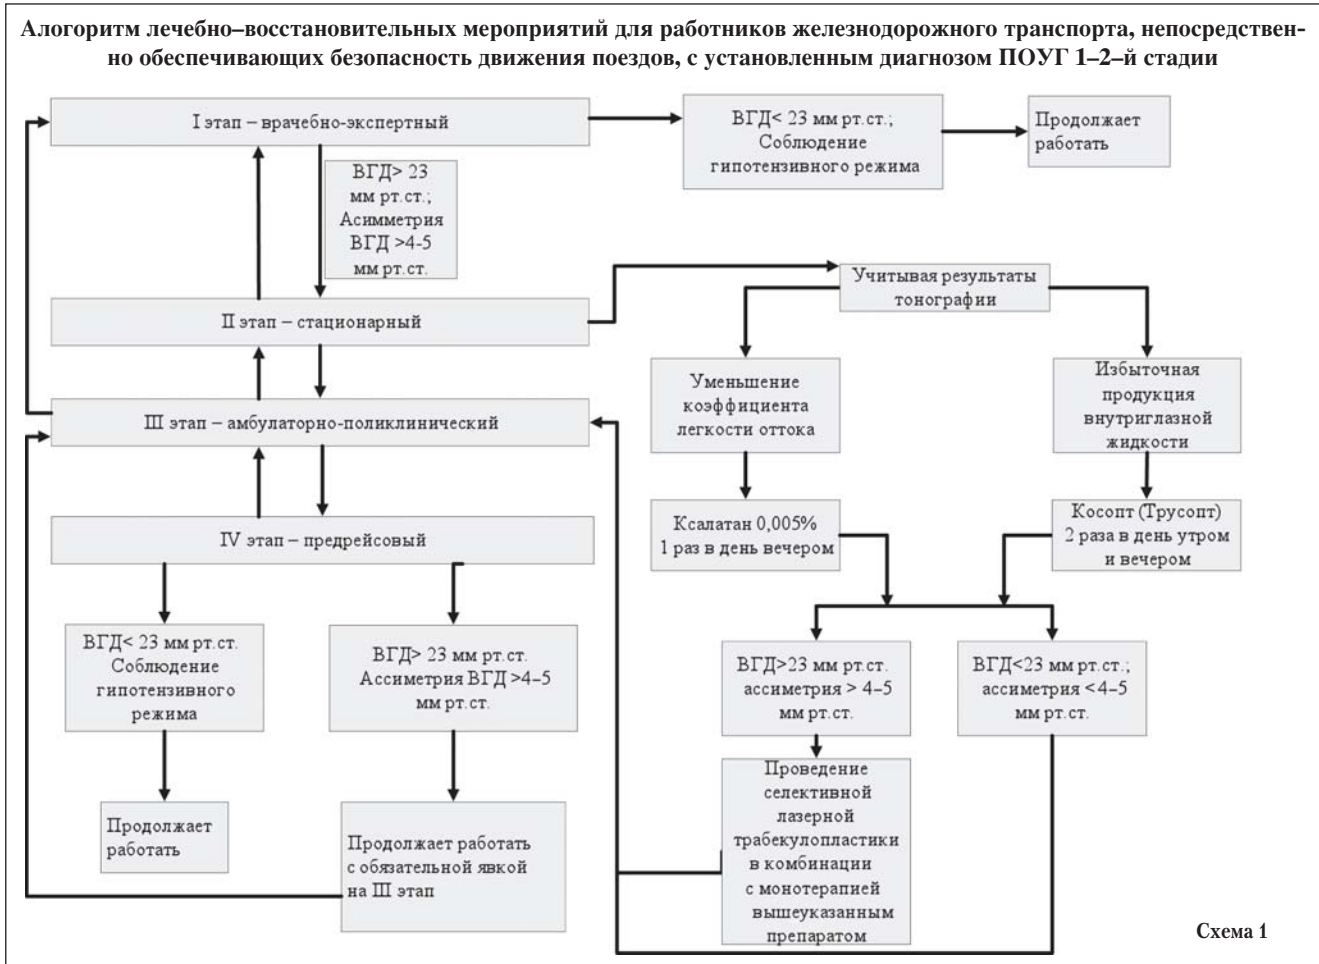 Алогоритм лечебно–восстановительных мероприятий для работников железнодорожного транспорта, непосредствен-
но обеспечивающих безопасность движения поездов, с установленным диагнозом ПОУГ 1–2–й стадии
I этап – врачебно-экспертный
ВГД< 23 мм рт.ст.;
Соблюдение
гипотензивного режима
Продолжает
работать
ВГД> 23
мм рт.ст.;
Асимметрия
ВГД >4-5
мм рт.ст.
Учитывая результаты
тонографии
II этап – стационарный
Уменьшение
коэффициента
легкости оттока
Избыточная
продукция
внутриглазной
жидкости
III этап – амбулаторно-поликлинический
Ксалатан 0,005%
1 раз в день вечером
Косопт (Трусопт)
2 раза в день утром
и вечером
IV этап – предрейсовый
ВГД< 23 мм рт.ст.
Соблюдение
гипотензивного
режима
ВГД> 23 мм рт.ст.
Ассиметрия ВГД >4–5
мм рт.ст.
ВГД>23 мм рт.ст.
ассиметрия > 4–5
мм рт.ст.
ВГД<23 мм рт.ст.;
ассиметрия <4–5
мм рт.ст.
Продолжает
работать
Продолжает работать
с обязательной явкой
на III этап
Проведение
селективной
лазерной
трабекулопластики
в комбинации
с монотерапией
вышеуказанным
препаратом
Схема 1